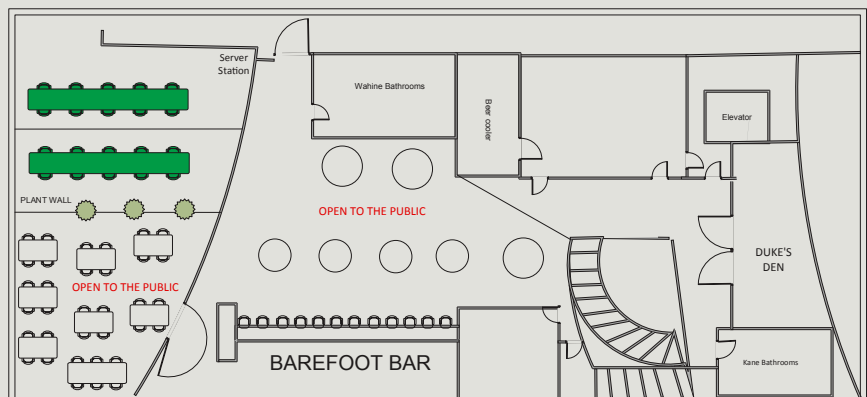 Server
Station
Wahine Bathrooms
Beer cooler
Elevator
PLANT WALL
OPEN TO THE PUBLIC
DUKE'S
DEN
OPEN TO THE PUBLIC
BAREFOOT BAR
Kane Bathrooms